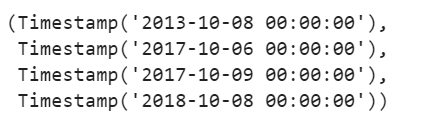 (Timestamp('2013-10-08 00:00:00'),
 Timestamp('2017-10-06 00:00:00'),
 Timestamp('2017-10-09 00:00:00'),
 Timestamp('2018-10-08 00:00:00'))